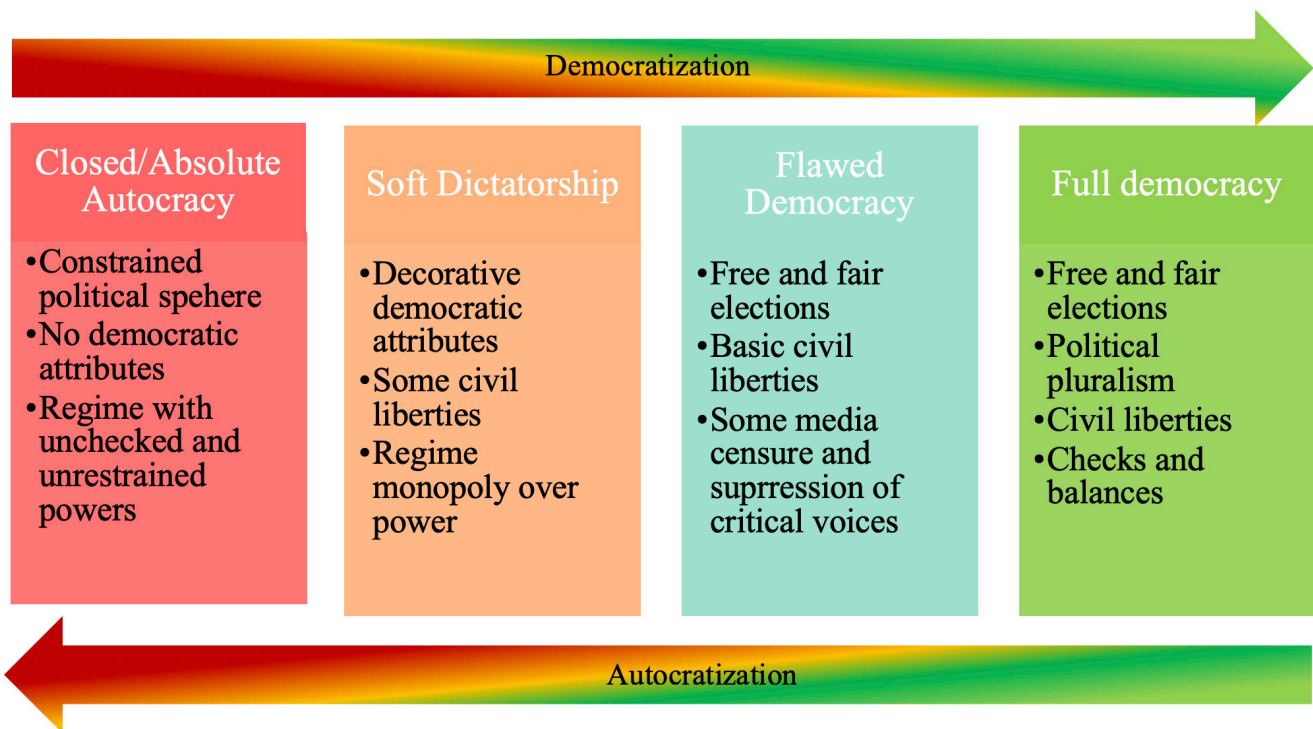 Democratization
Closed/Absolute
Autocracy
•Constrained
political spehere
•No democratic
attributes
•Regime with
unchecked and
unrestrained
powers
Soft Dictatorship
•Decorative
democratic
attributes
•Some civil
liberties
•Regime
monopoly over
power
Flawed
Democracy
•Free and fair
elections
•Basic civil
liberties
•Some media
censure and
suprression of
critical voices
Full democracy
•Free and fair
elections
•Political
pluralism
•Civil liberties
•Checks and
balances
Autocratization